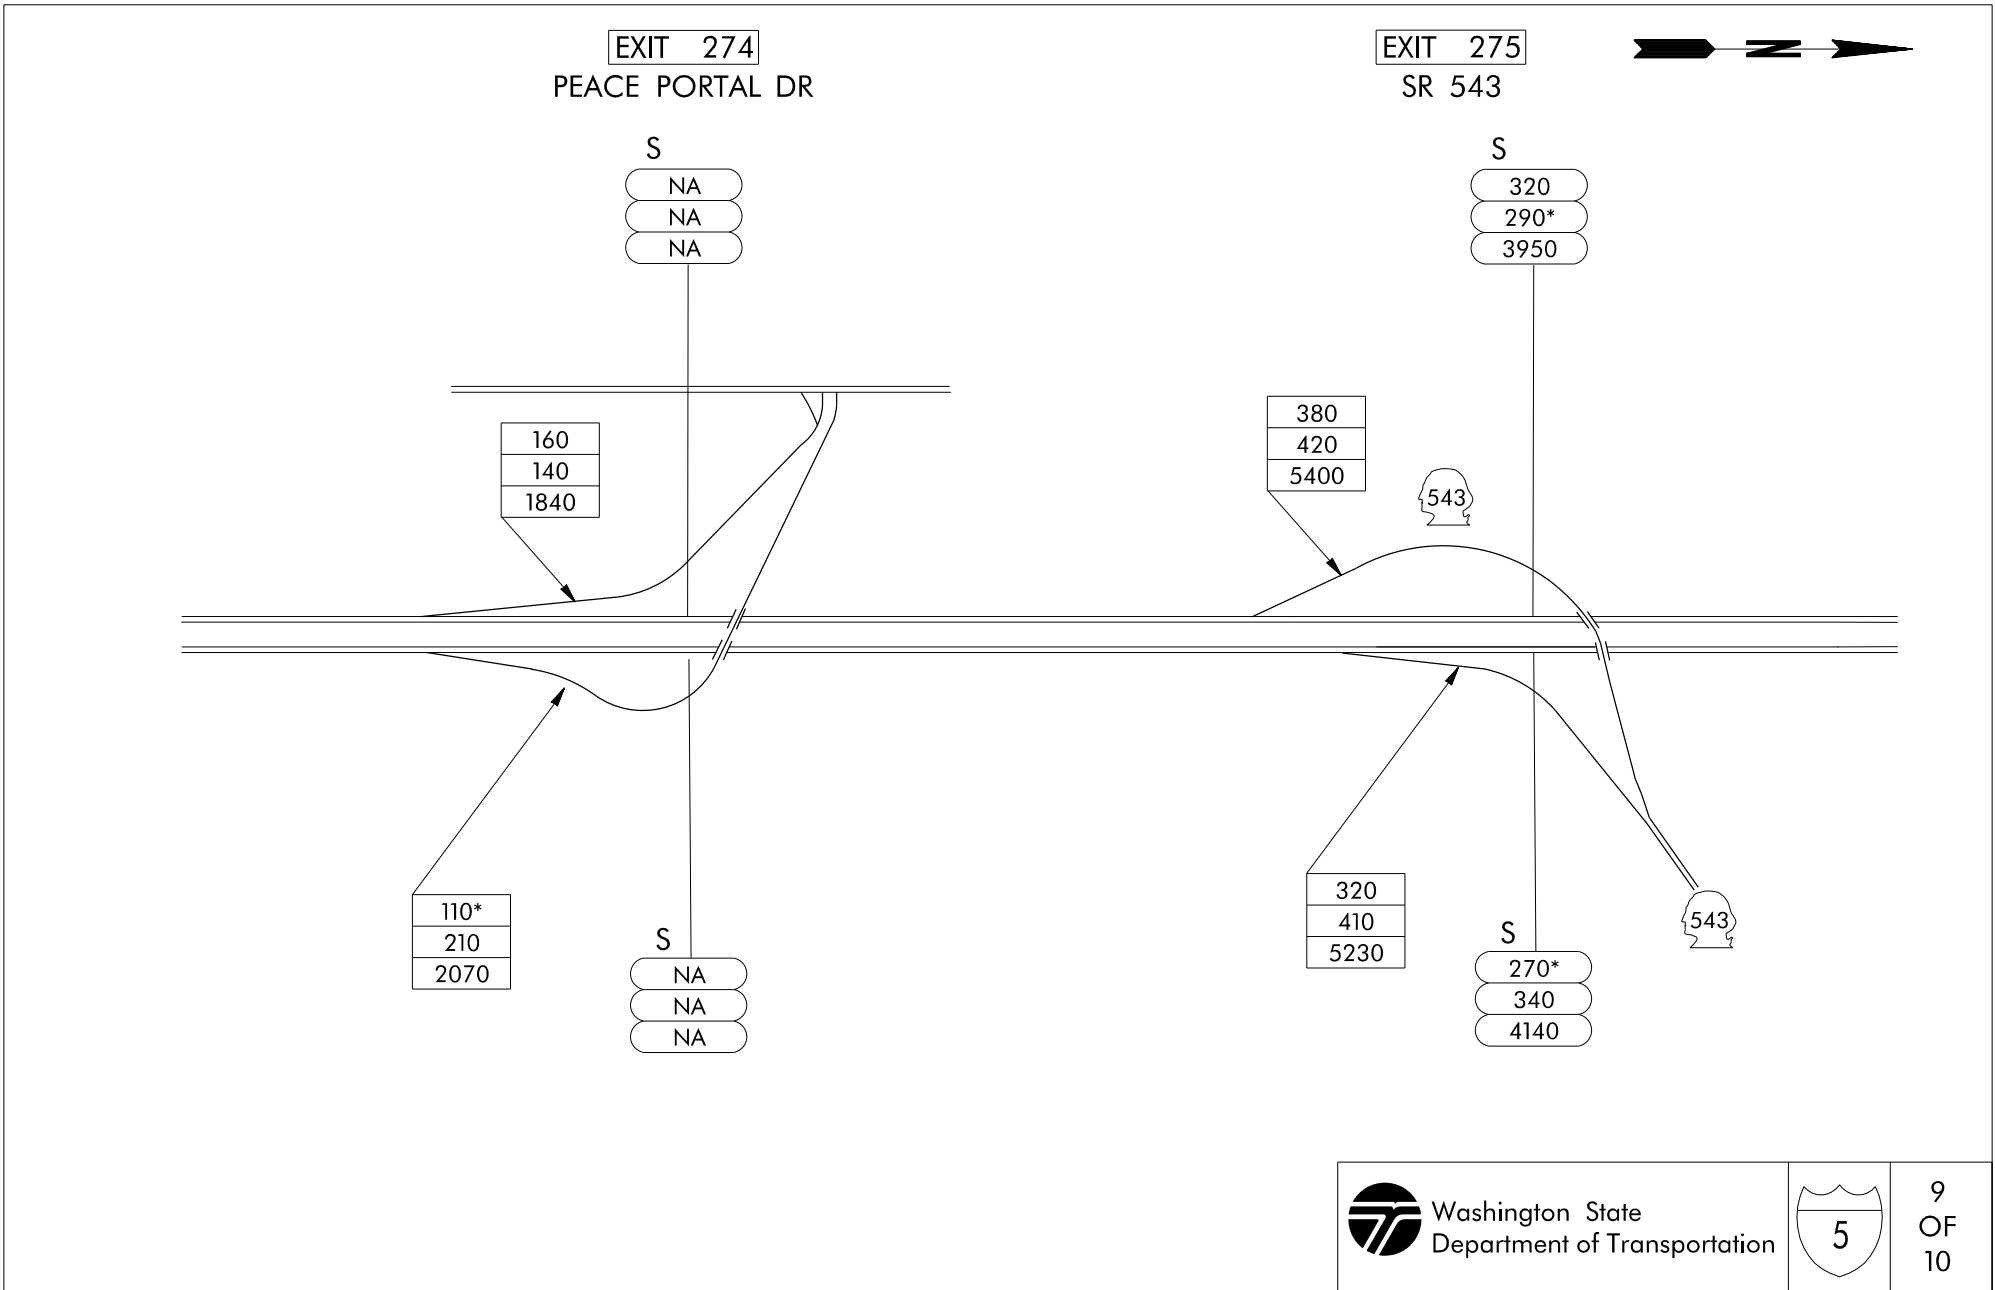 EXIT 274
PEACE PORTAL DR
EXIT 275
SR 543
N
S
NA
NA
NA
S
320
290*
3950
160
140
1840
380
420
5400
543
110*
210
2070
S
NA
NA
NA
320
410
5230
S
270*
340
4140
543
Washington State
Department of Transportation
5
9
OF
10